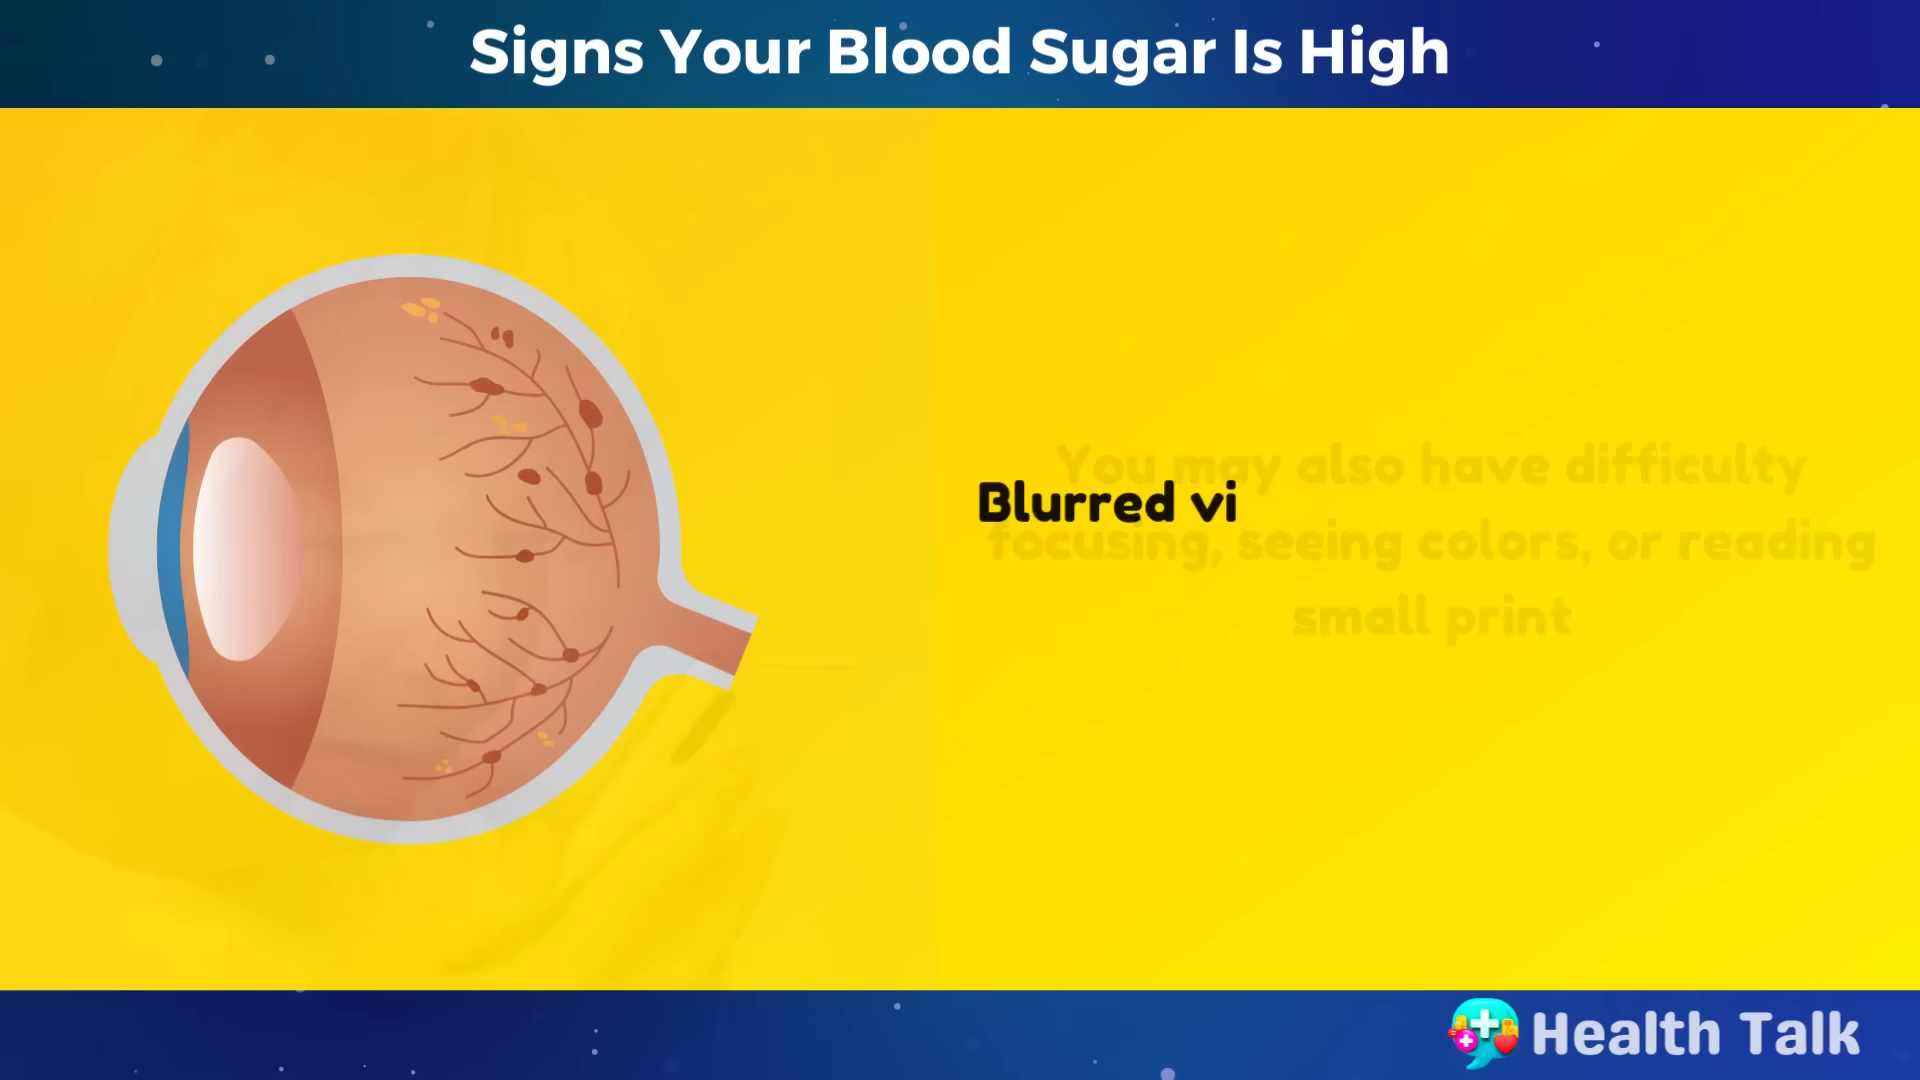 Signs Your Blood Sugar Is High
You may also have difficulty
Blurred vi
focusing, seeing colors, or reading
small print
Health Talk